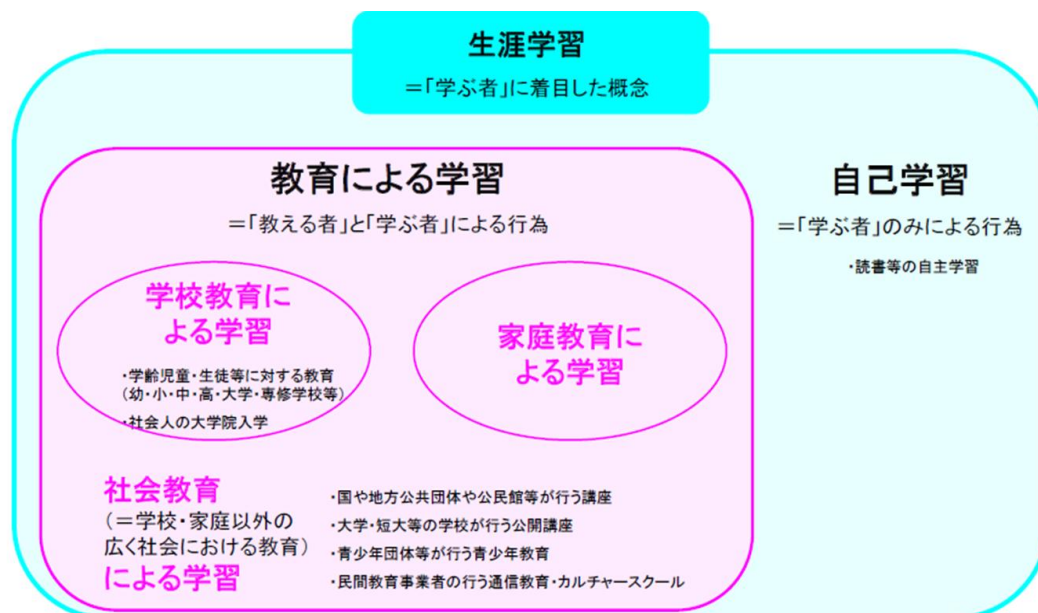 生涯学習
＝「学ぶ者」に着目した概念
教育による学習
＝「教える者」と「学ぶ者」による行為
自己学習
＝「学ぶ者」のみによる行為
・読書等の自主学習
学校教育に
よる学習
・学齢児童・生徒等に対する教育
（幼・小・中・高・大学・専修学校等）
・社会人の大学院入学
家庭教育に
よる学習
社会教育
（＝学校・家庭以外の
広く社会における教育）
による学習
・国や地方公共団体や公民館等が行う講座
・大学・短大等の学校が行う公開講座
・青少年団体等が行う青少年教育
・民間教育事業者の行う通信教育・カルチャースクール